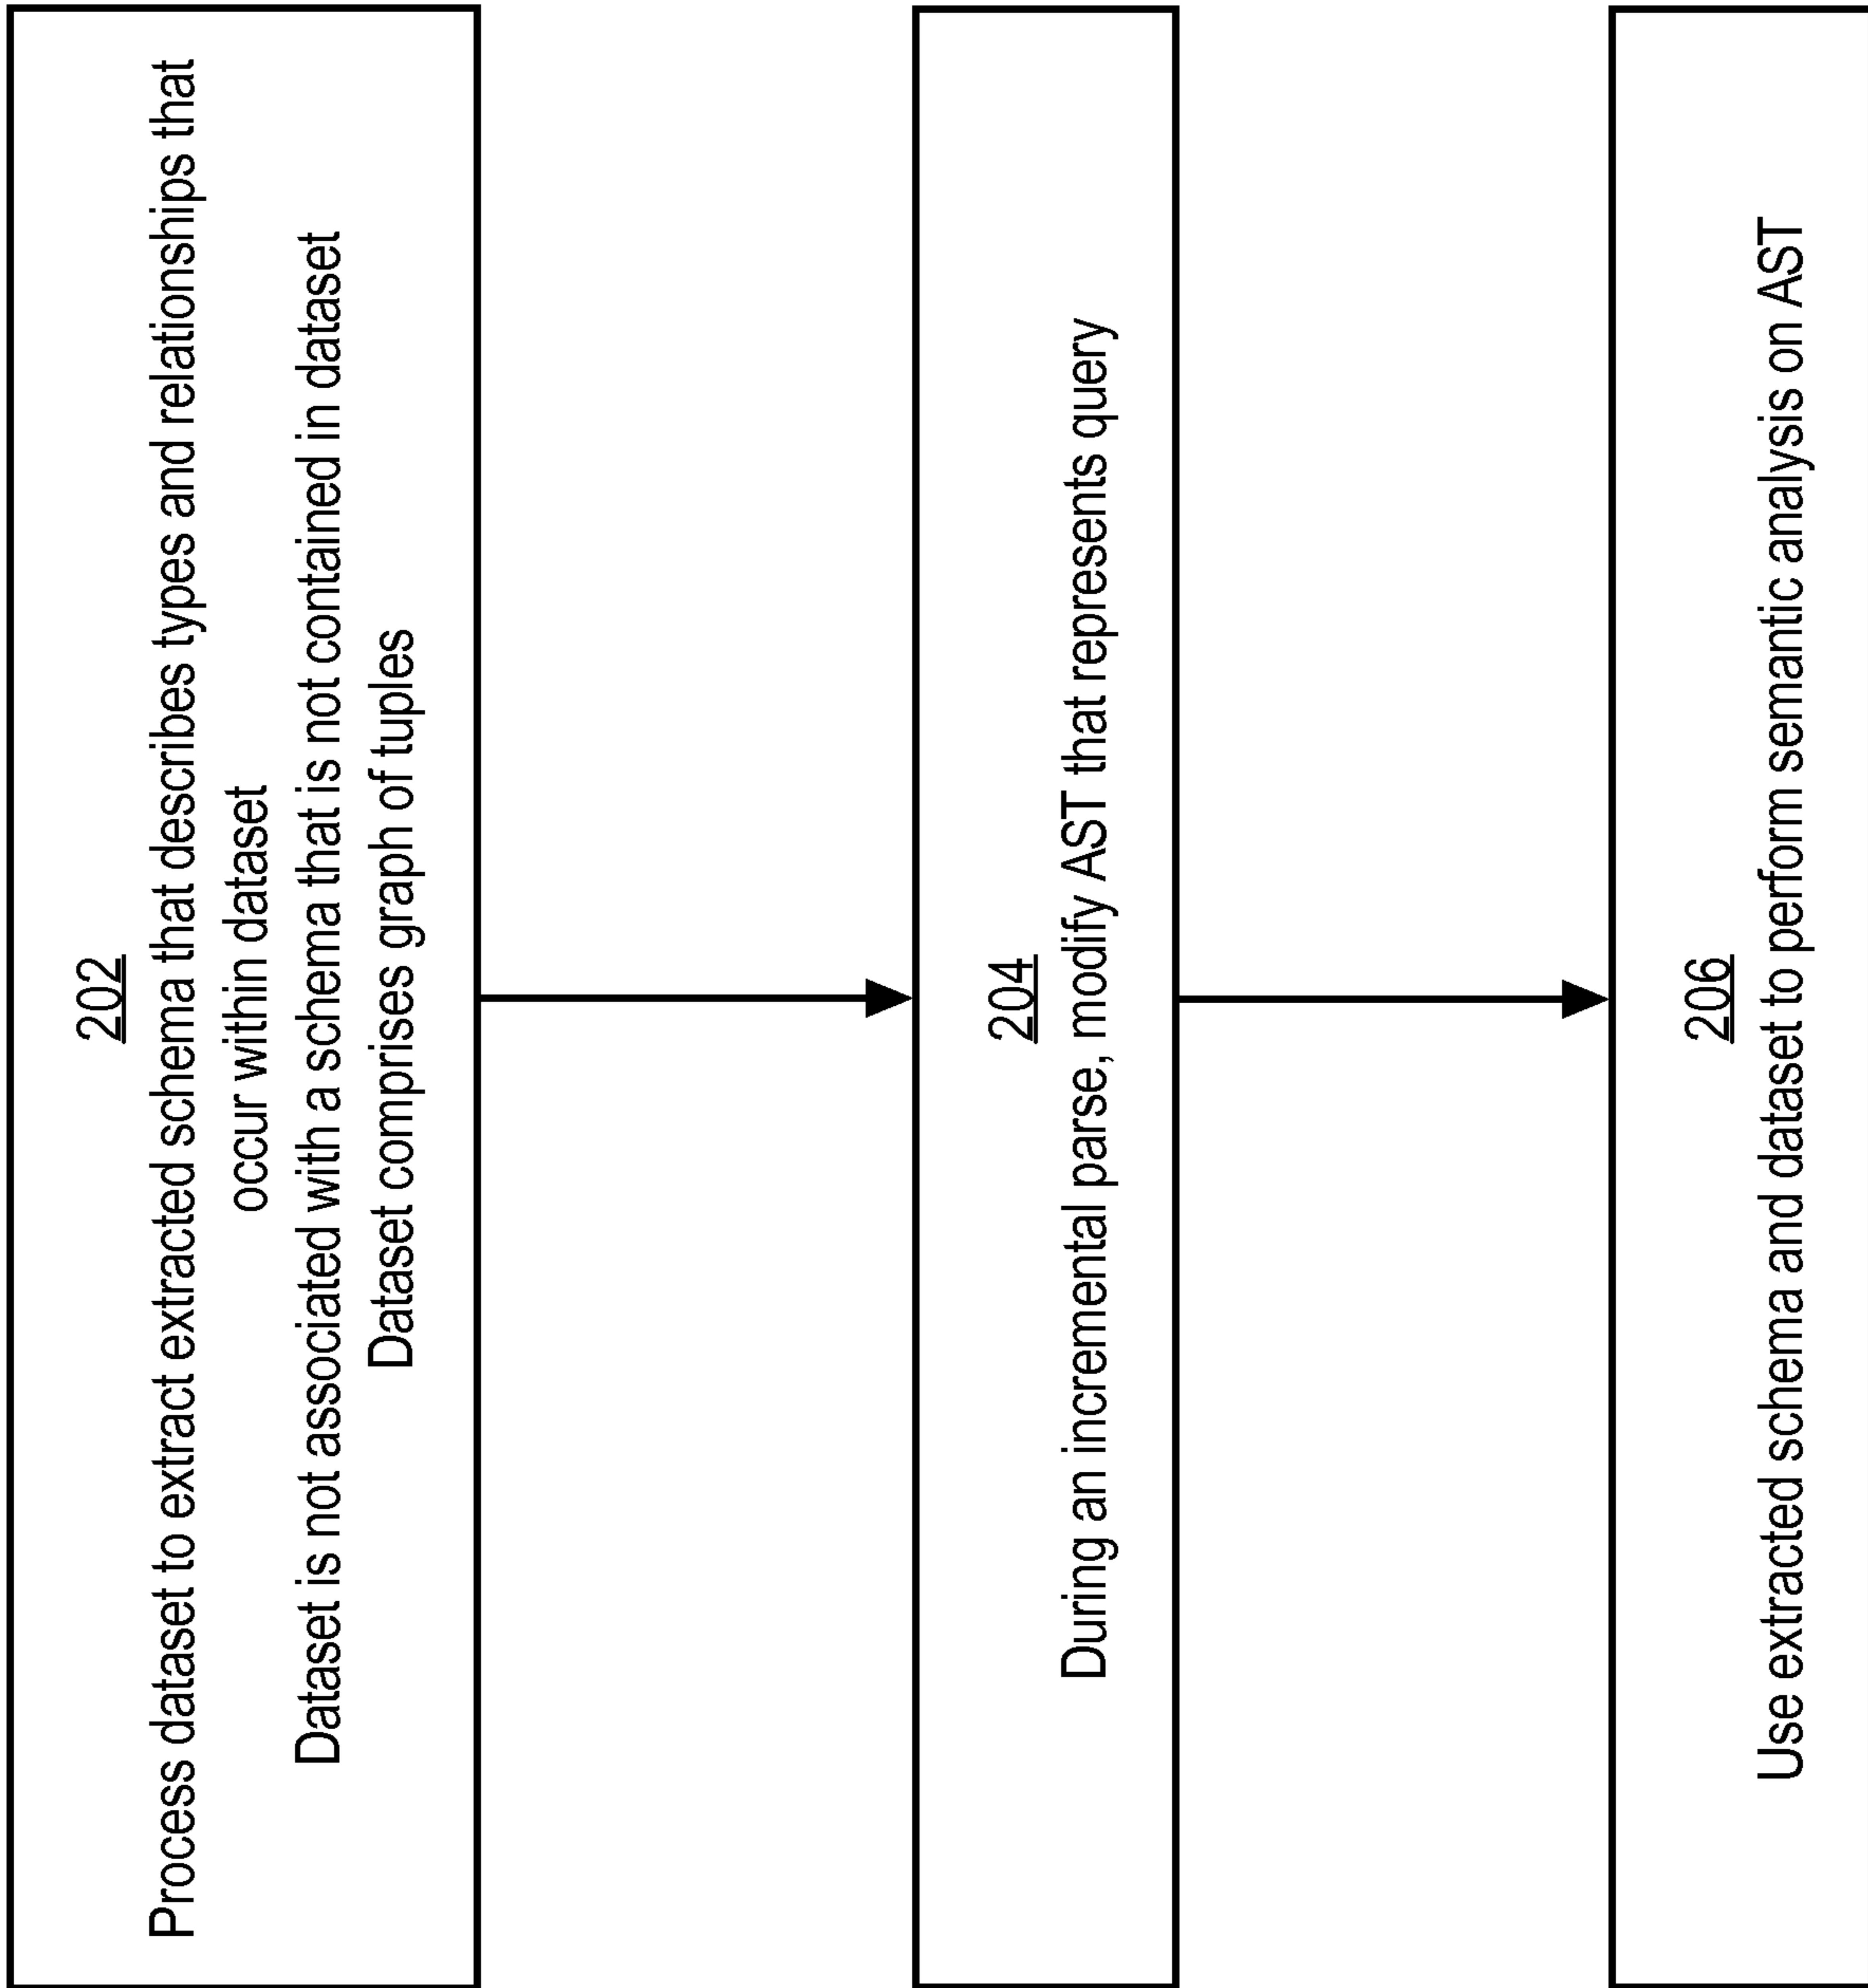 202
Process dataset to extract extracted schema that describes types and relationships that
occur within dataset
Dataset is not associated with a schema that is not contained in dataset
Dataset comprises graph of tuples
204
During an incremental parse, modify AST that represents query
206
Use extracted schema and dataset to perform semantic analysis on AST